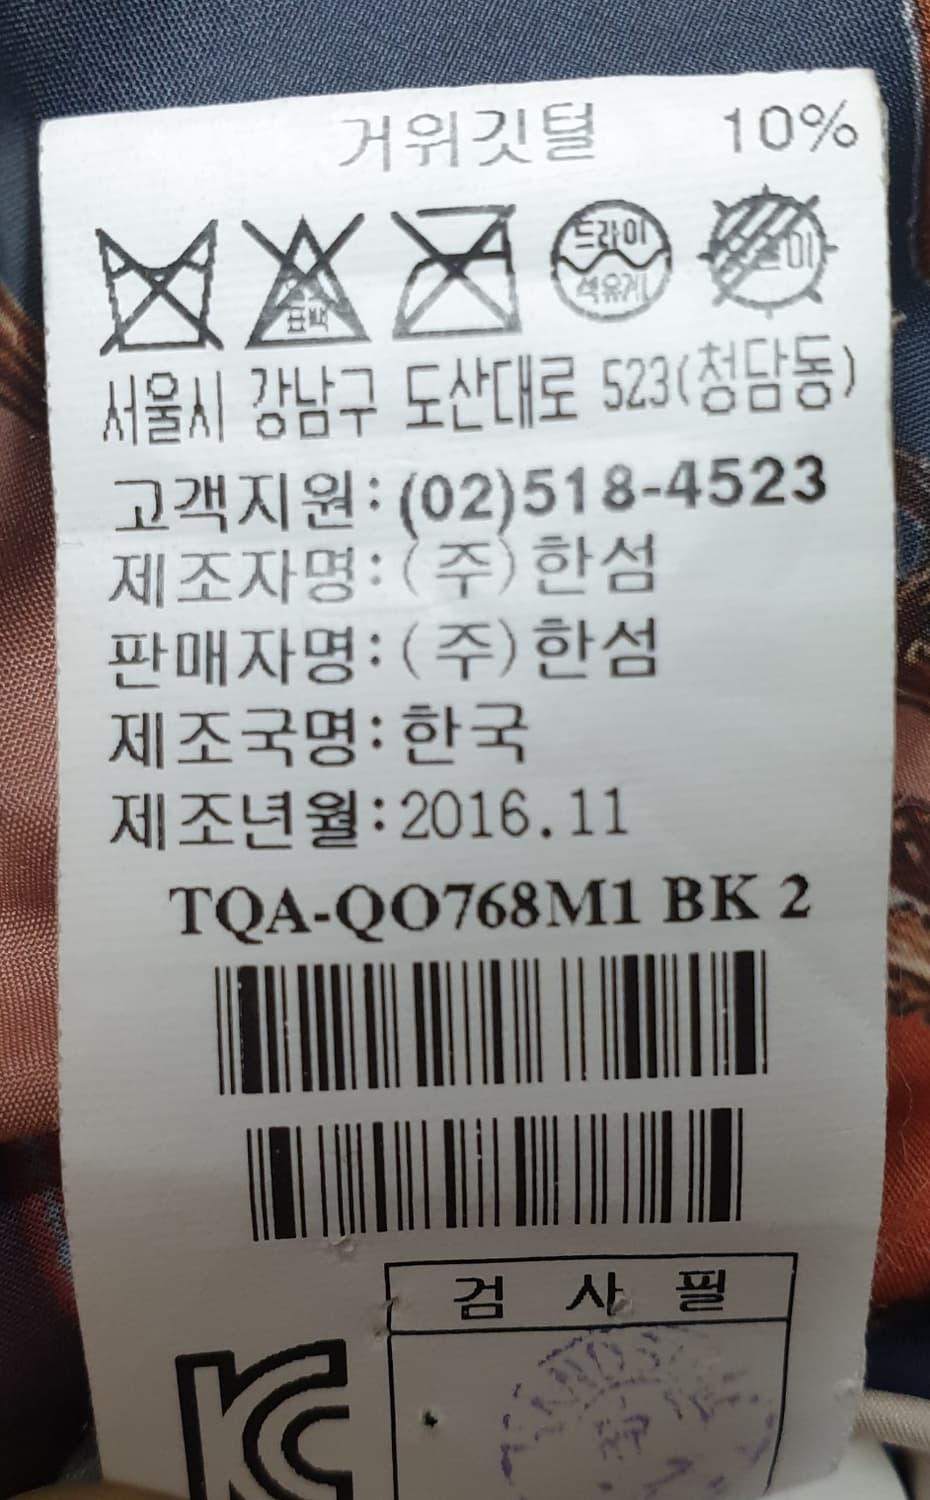 거위깃털 10%
표백 드라이 석유계
서울시 강남구 도산대로 523(청담동)
고객지원:(02)518-4523
제조자명:(주)한섬
판매자명:(주)한섬
제조국명:한국
제조년월:2016.11
TQA-QO768M1 BK 2
검 사 필